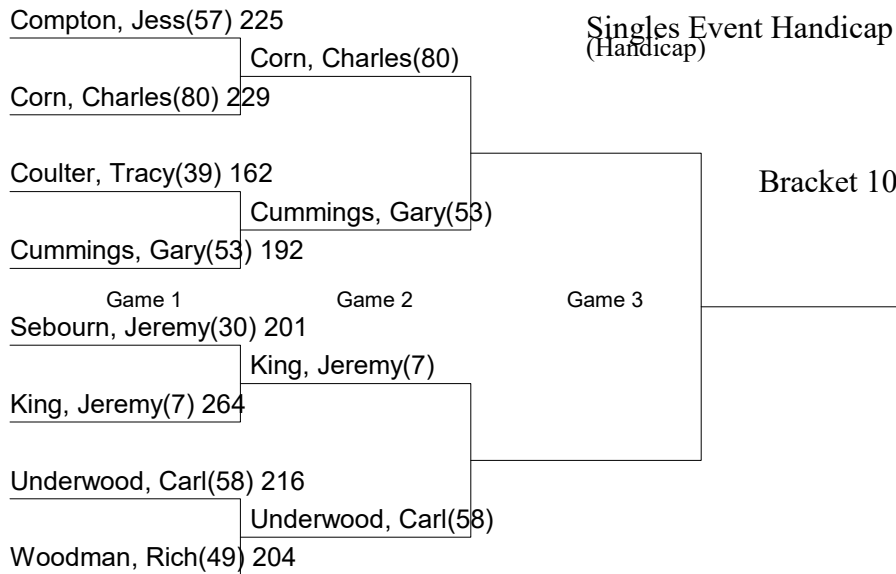 Compton, Jess(57) 225
Singles Event Handicap
(Handicap)
Corn, Charles(80)
Corn, Charles(80) 229
Coulter, Tracy(39) 162
Bracket 10
Cummings, Gary(53)
Cummings, Gary(53) 192
Game 1 Game 2 Game 3
Sebourn, Jeremy(30) 201
King, Jeremy(7)
King, Jeremy(7) 264
Underwood, Carl(58) 216
Underwood, Carl(58)
Woodman, Rich(49) 204